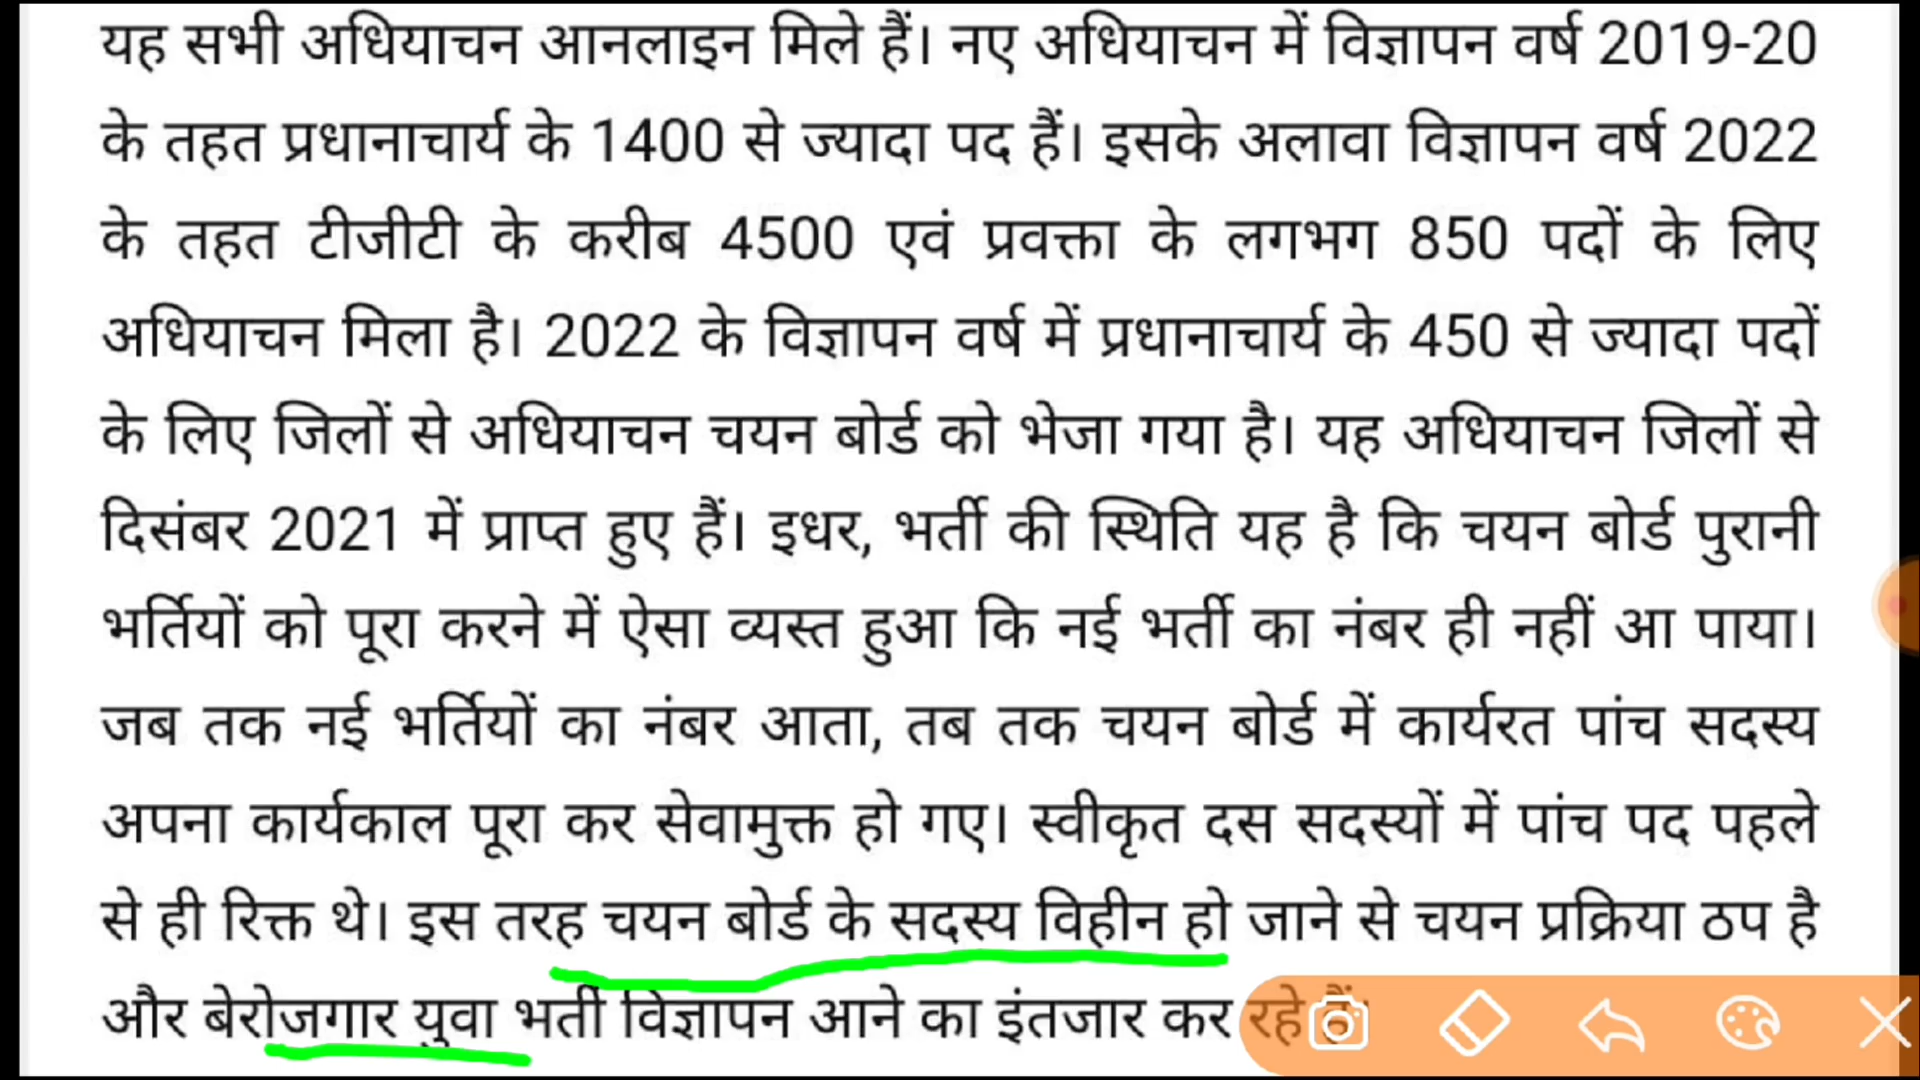 यह सभी अधियाचन आनलाइन मिले हैं। नए अधियाचन में विज्ञापन वर्ष 2019-20
के तहत प्रधानाचार्य के 1400 से ज्यादा पद हैं। इसके अलावा विज्ञापन वर्ष 2022
के तहत टीजीटी के करीब 4500 एवं प्रवक्ता के लगभग 850 पदों के लिए
अधियाचन मिला है। 2022 के विज्ञापन वर्ष में प्रधानाचार्य के 450 से ज्यादा पदों
के लिए जिलों से अधियाचन चयन बोर्ड को भेजा गया है। यह अधियाचन जिलों से
दिसंबर 2021 में प्राप्त हुए हैं। इधर, भर्ती की स्थिति यह है कि चयन बोर्ड पुरानी
भर्तियों को पूरा करने में ऐसा व्यस्त हुआ कि नई भर्ती का नंबर ही नहीं आ पाया।
जब तक नई भर्तियों का नंबर आता, तब तक चयन बोर्ड में कार्यरत पांच सदस्य
अपना कार्यकाल पूरा कर सेवामुक्त हो गए। स्वीकृत दस सदस्यों में पांच पद पहले
से ही रिक्त थे। इस तरह चयन बोर्ड के सदस्य विहीन हो जाने से चयन प्रक्रिया ठप है
और बेरोजगार युवा भर्ती विज्ञापन आने का इंतजार कर रहे हैं।